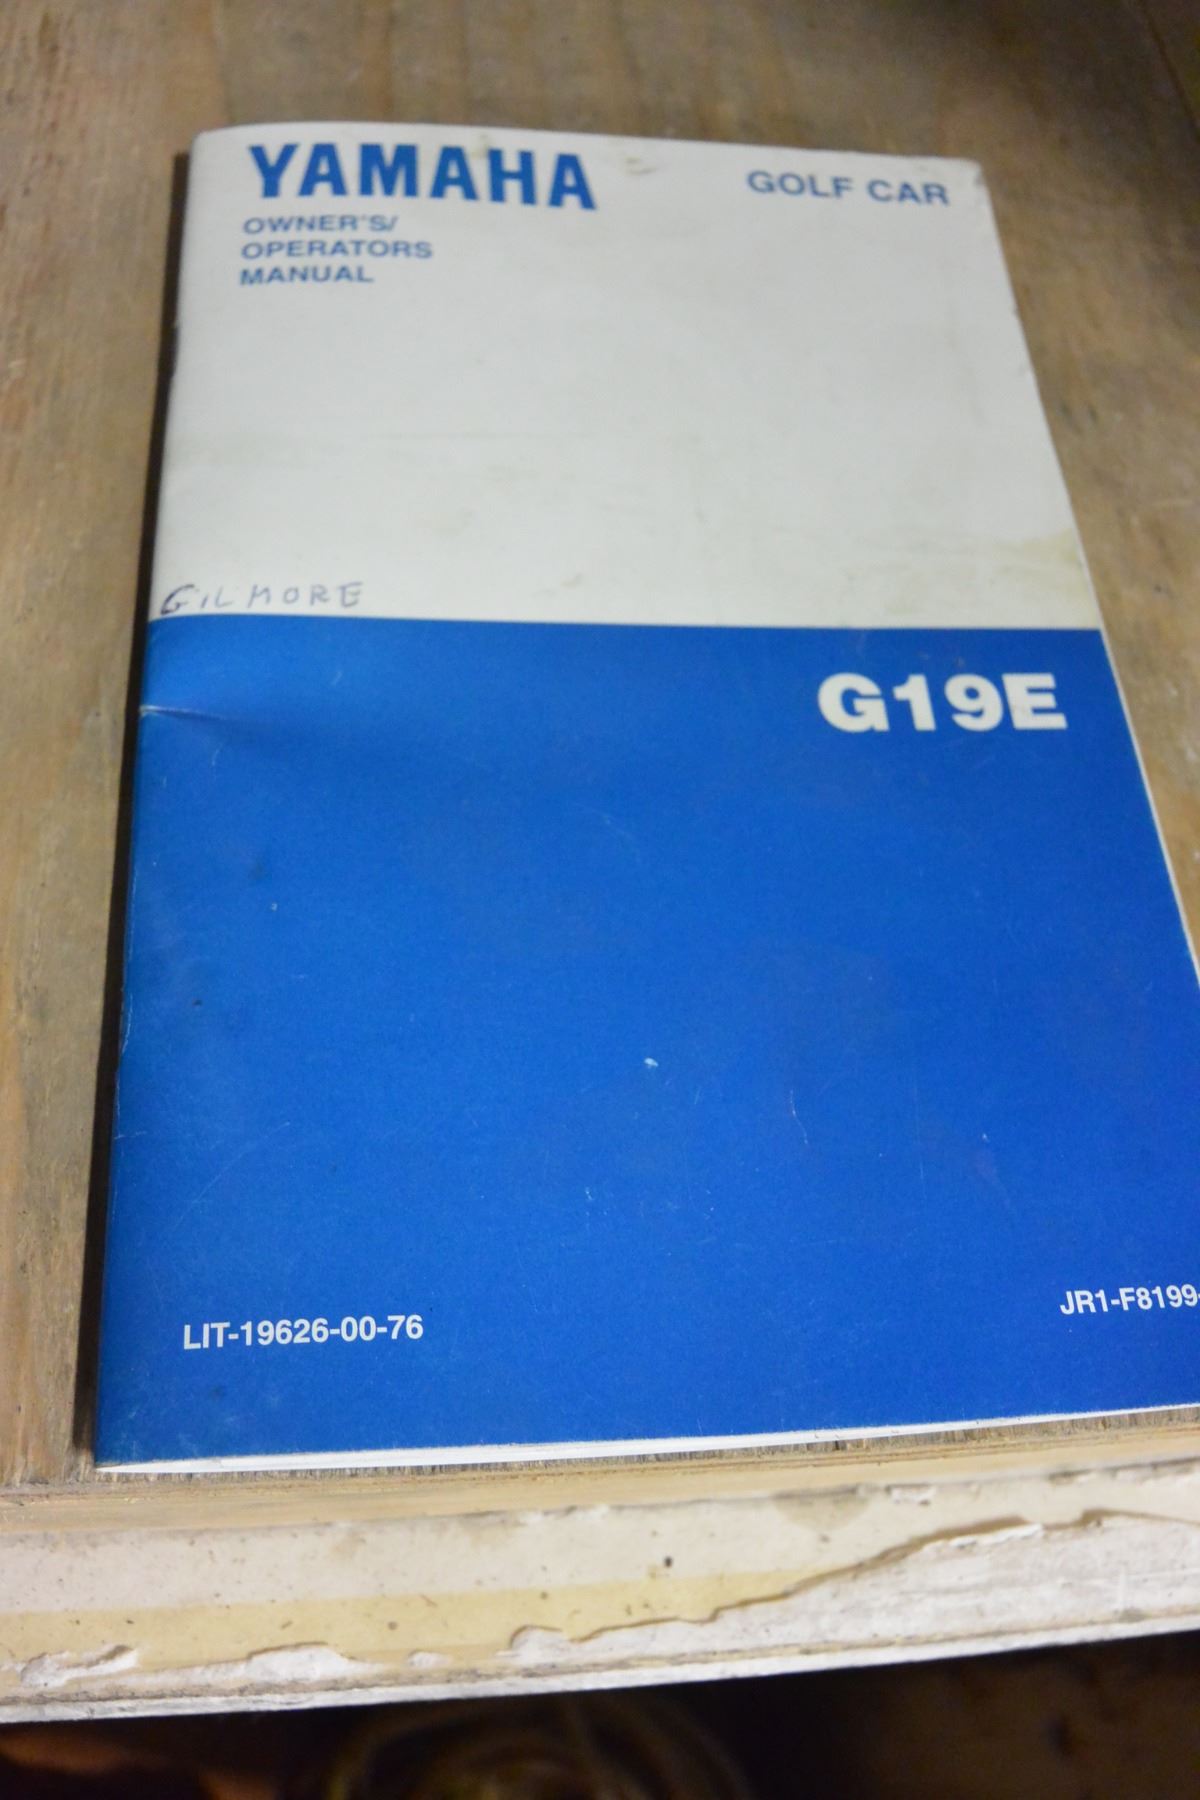 YAMAHA
GOLF CAR
OWNER'S/
OPERATORS
MANUAL
GILMORE
G19E
LIT-19626-00-76
JR1-F8199-